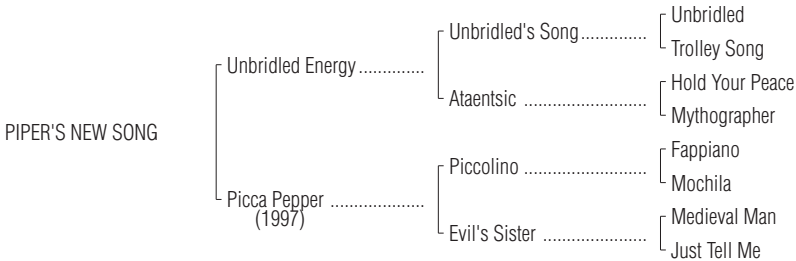 Unbridled
Unbridled's Song..............
Trolley Song
Unbridled Energy..............
Hold Your Peace
Ataentsic ..........................
Mythographer
PIPER'S NEW SONG
Fappiano
Piccolino ..........................
Mochila
Picca Pepper ....................
(1997)
Medieval Man
Evil's Sister ......................
Just Tell Me